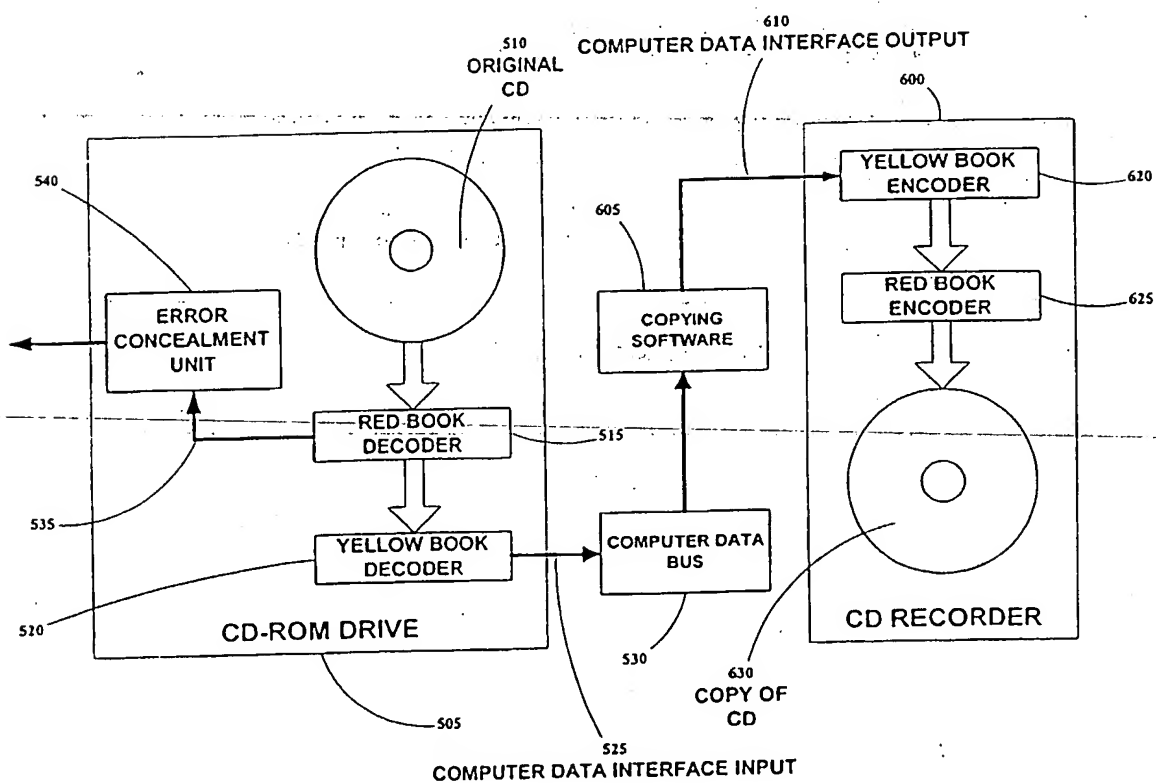 610
COMPUTER DATA INTERFACE OUTPUT
510
ORIGINAL
CD
600
540
605
YELLOW BOOK
ENCODER
620
ERROR
CONCEALMENT
UNIT
COPYING
SOFTWARE
RED BOOK
ENCODER
625
RED BOOK
DECODER
515
535
YELLOW BOOK
DECODER
COMPUTER DATA
BUS
520
CD-ROM DRIVE
530
CD RECORDER
630
COPY OF
CD
505
525
COMPUTER DATA INTERFACE INPUT